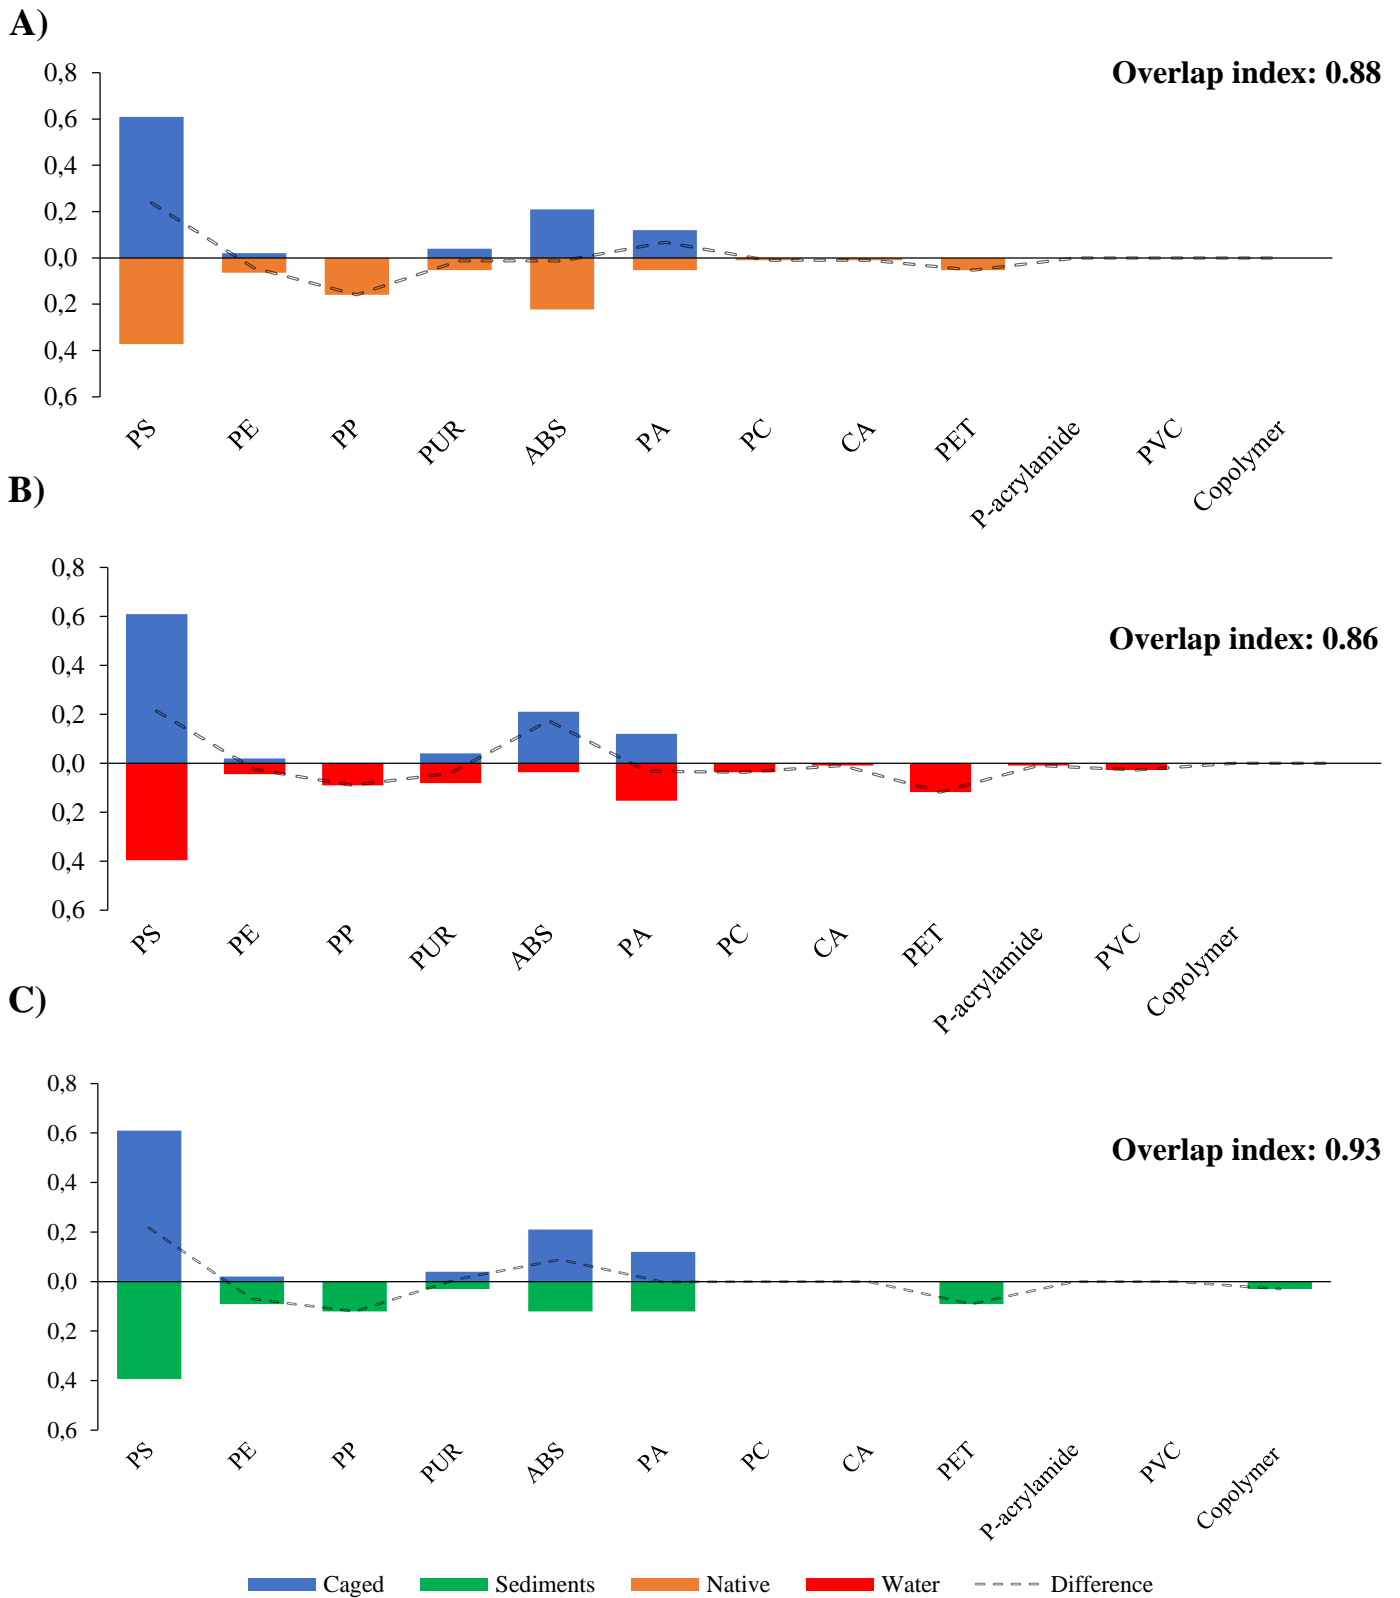 A)
Overlap index: 0.88
0,8
0,6
0,4
0,2
0,0
0,2
0,4
0,6
PS PE PP PUR ABS PA PC CA PET P-acrylamide PVC Copolymer
B)
Overlap index: 0.86
0,8
0,6
0,4
0,2
0,0
0,2
0,4
0,6
PS PE PP PUR ABS PA PC CA PET P-acrylamide PVC Copolymer
C)
Overlap index: 0.93
0,8
0,6
0,4
0,2
0,0
0,2
0,4
0,6
PS PE PP PUR ABS PA PC CA PET P-acrylamide PVC Copolymer
Caged Sediments Native Water Difference